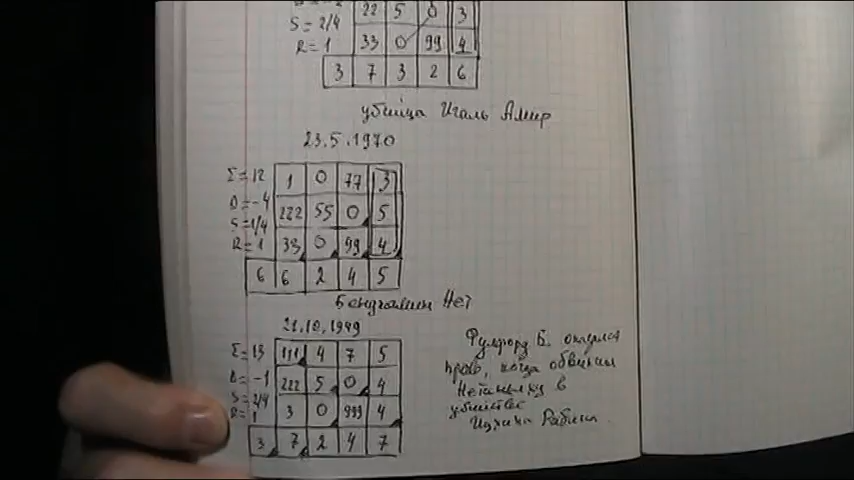 22 5 0 3
S = 2/4
R = 1 33 0 99 4
3 7 3 2 6
убийца Игаль Амир
23.5.1970
Σ = 12 1 0 77 3
D = -4 222 55 0 5
S = 1/4
R = 1 33 0 99 4
6 6 2 4 5
Бенджамин Нет
21.10.1949
Σ = 13 111 4 7 5
D = -1 222 5 0 4
S = 2/4
R = 1 3 0 999 4
3 7 2 4 7
Фулфорд Б. оказался
прав, когда обвинил
Нетаньяху в
убийстве
Ицхака Рабина.